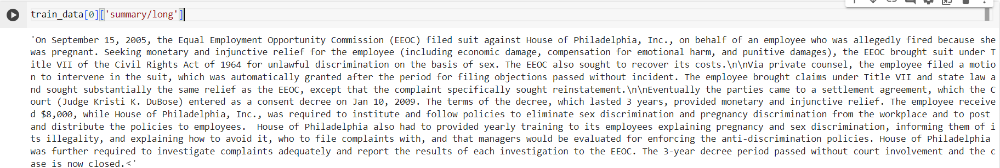 train_data[0]['summary/long']
'On September 15, 2005, the Equal Employment Opportunity Commission (EEOC) filed suit against House of Philadelphia, Inc., on behalf of an employee who was allegedly fired because she
was pregnant. Seeking monetary and injunctive relief for the employee (including economic damage, compensation for emotional harm, and punitive damages), the EEOC brought suit under T
itle VII of the Civil Rights Act of 1964 for unlawful discrimination on the basis of sex. The EEOC also sought to recover its costs.\n\nVia private counsel, the employee filed a motio
n to intervene in the suit, which was automatically granted after the period for filing objections passed without incident. The employee brought claims under Title VII and state law a
nd sought substantially the same relief as the EEOC, except that the complaint specifically sought reinstatement.\n\nEventually the parties came to a settlement agreement, which the C
ourt (Judge Kristi K. DuBose) entered as a consent decree on Jan 10, 2009. The terms of the decree, which lasted 3 years, provided monetary and injunctive relief. The employee receive
d $8,000, while House of Philadelphia, Inc., was required to institute and follow policies to eliminate sex discrimination and pregnancy discrimination from the workplace and to post
and distribute the policies to employees.  House of Philadelphia also had to provided yearly training to its employees explaining pregnancy and sex discrimination, informing them of i
ts illegality, and explaining how to avoid it, who to file complaints with, and that managers would be evaluated for enforcing the anti-discrimination policies. House of Philadelphia
was further required to investigate complaints adequately and report the results of each investigation to the EEOC. The 3-year decree period passed without court involvement and the c
ase is now closed.<'